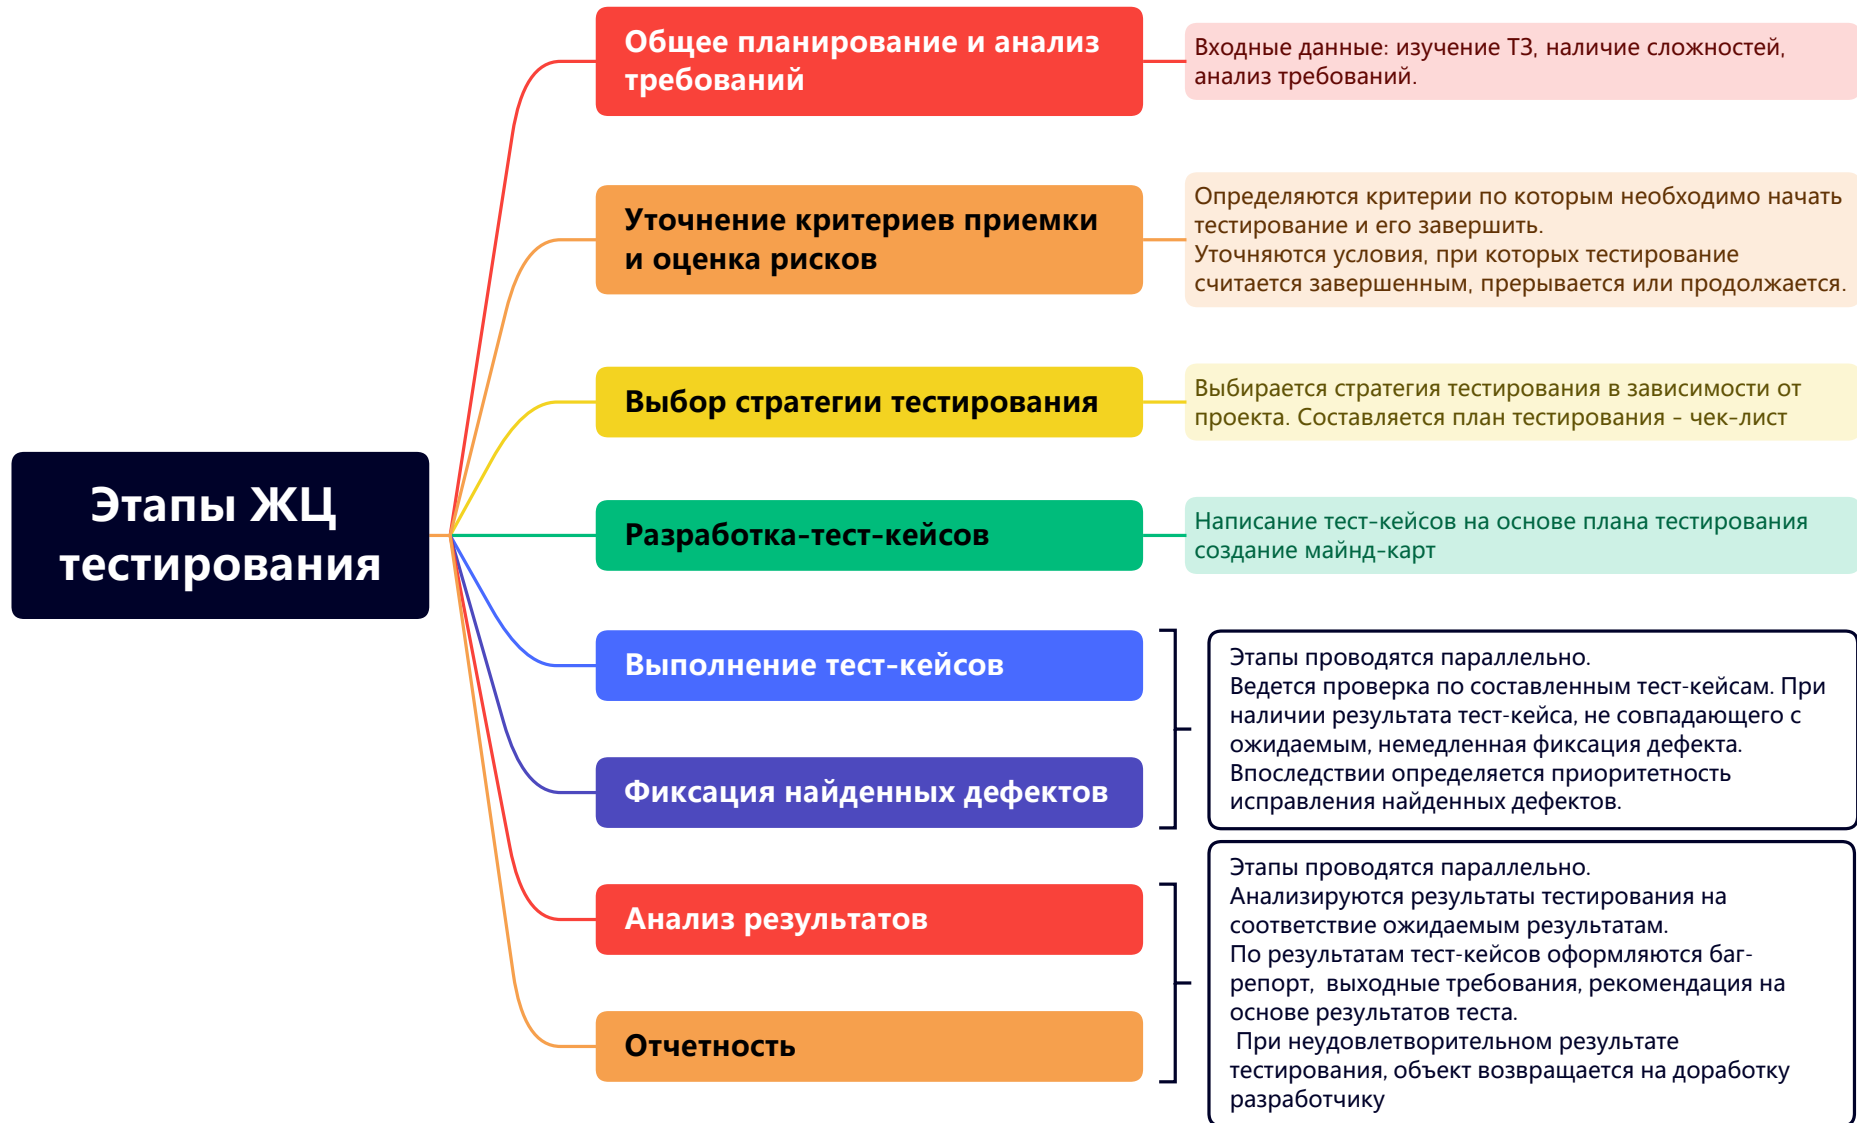 Этапы ЖЦ
тестирования
Общее планирование и анализ
требований
Входные данные: изучение ТЗ, наличие сложностей,
анализ требований.
Уточнение критериев приемки
и оценка рисков
Определяются критерии по которым необходимо начать
тестирование и его завершить.
Уточняются условия, при которых тестирование
считается завершенным, прерывается или продолжается.
Выбор стратегии тестирования
Выбирается стратегия тестирования в зависимости от
проекта. Составляется план тестирования - чек-лист
Разработка-тест-кейсов
Написание тест-кейсов на основе плана тестирования
создание майнд-карт
Выполнение тест-кейсов
Фиксация найденных дефектов
Этапы проводятся параллельно.
Ведется проверка по составленным тест-кейсам. При
наличии результата тест-кейса, не совпадающего с
ожидаемым, немедленная фиксация дефекта.
Впоследствии определяется приоритетность
исправления найденных дефектов.
Анализ результатов
Отчетность
Этапы проводятся параллельно.
Анализируются результаты тестирования на
соответствие ожидаемым результатам.
По результатам тест-кейсов оформляются баг-
репорт, выходные требования, рекомендация на
основе результатов теста.
При неудовлетворительном результате
тестирования, объект возвращается на доработку
разработчику